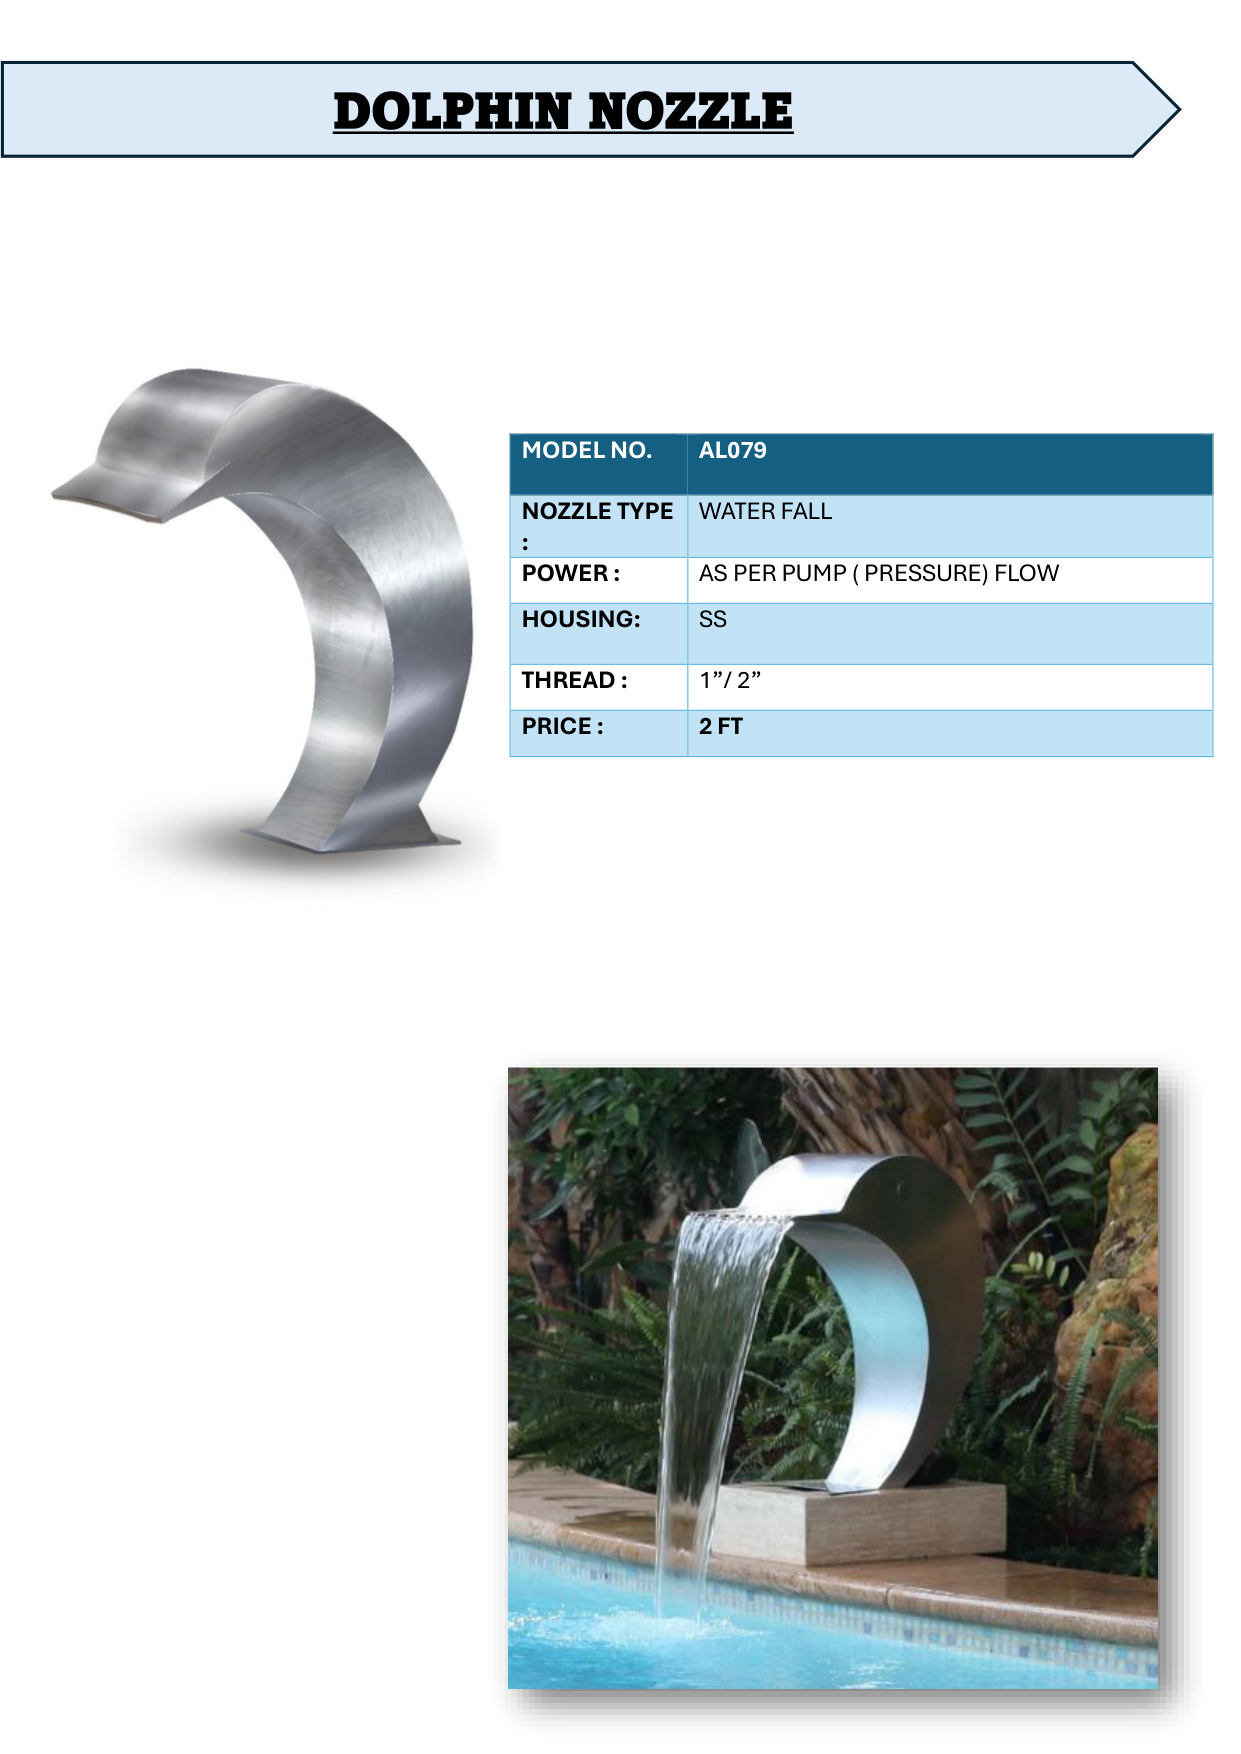 DOLPHIN NOZZLE
MODEL NO. AL079
NOZZLE TYPE : WATER FALL
POWER : AS PER PUMP ( PRESSURE) FLOW
HOUSING: SS
THREAD : 1”/ 2”
PRICE : 2 FT